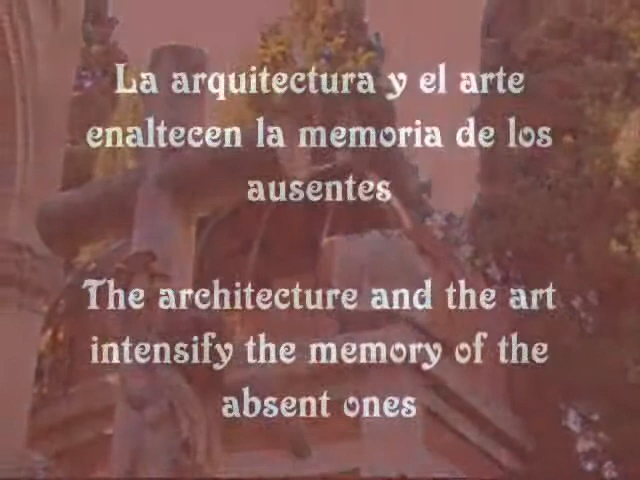 La arquitectura y el arte
enaltecen la memoria de los
ausentes
The architecture and the art
intensify the memory of the
absent ones